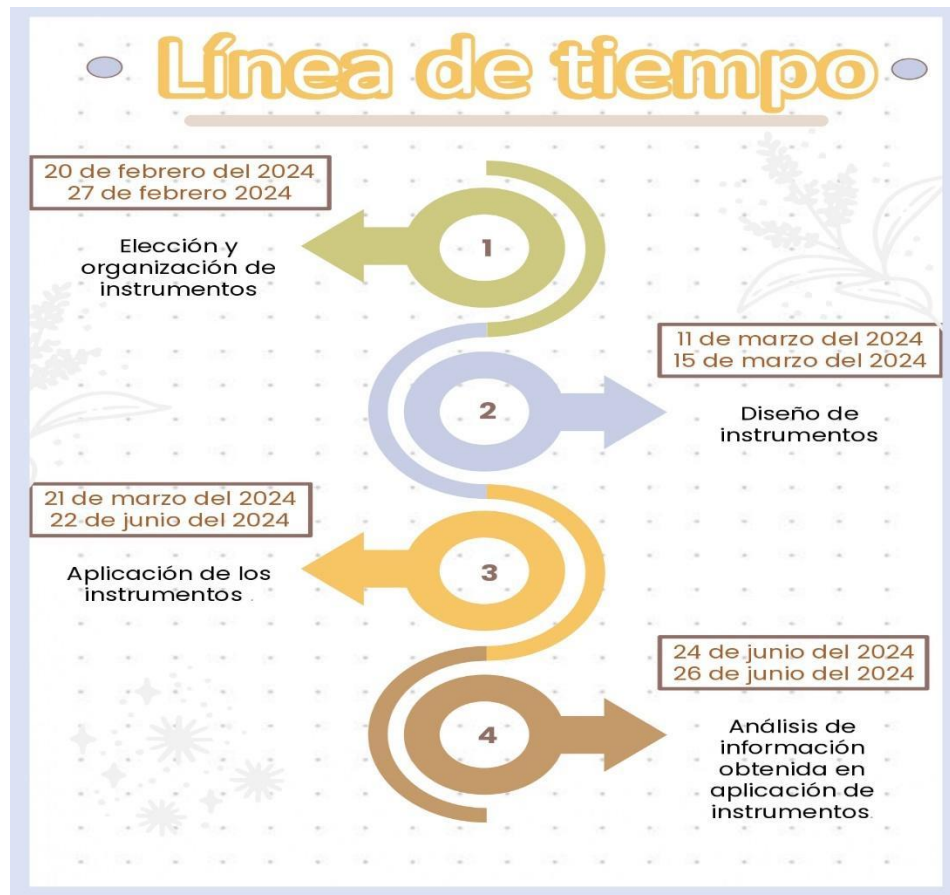 Línea de tiempo
20 de febrero del 2024
27 de febrero 2024
Elección y
organización de
instrumentos
1
11 de marzo del 2024
15 de marzo del 2024
2
Diseño de
instrumentos
21 de marzo del 2024
22 de junio del 2024
Aplicación de los
instrumentos .
3
24 de junio del 2024
26 de junio del 2024
4
Análisis de
información
obtenida en
aplicación de
instrumentos.